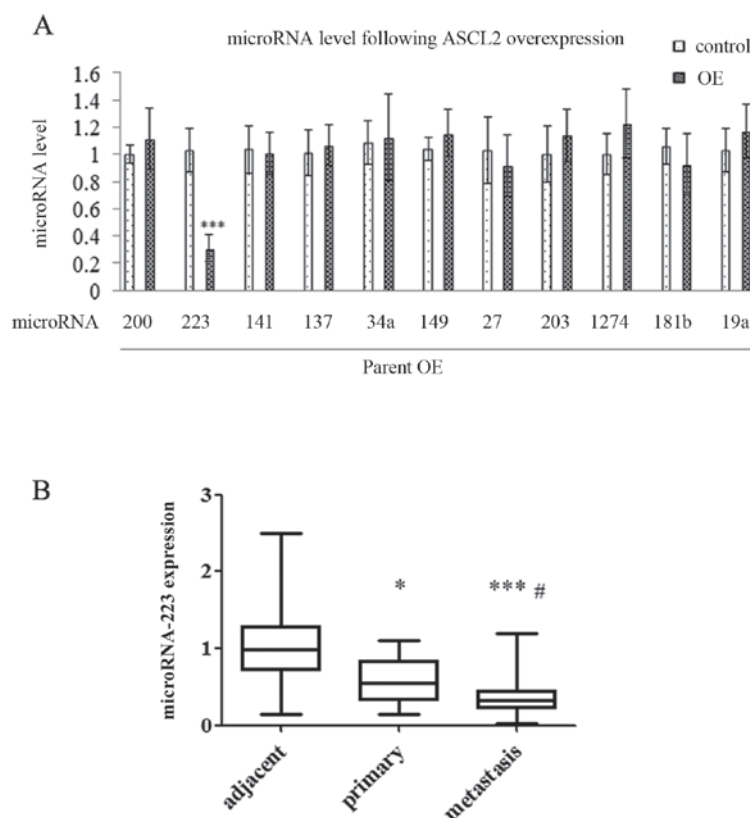 A
microRNA level following ASCL2 overexpression
control
OE
microRNA level
1.6
1.4
1.2
1
0.8
0.6
0.4
0.2
0
***
microRNA 200 223 141 137 34a 149 27 203 1274 181b 19a
Parent OE
B
microRNA-223 expression
3
2
1
0
* *** #
adjacent primary metastasis